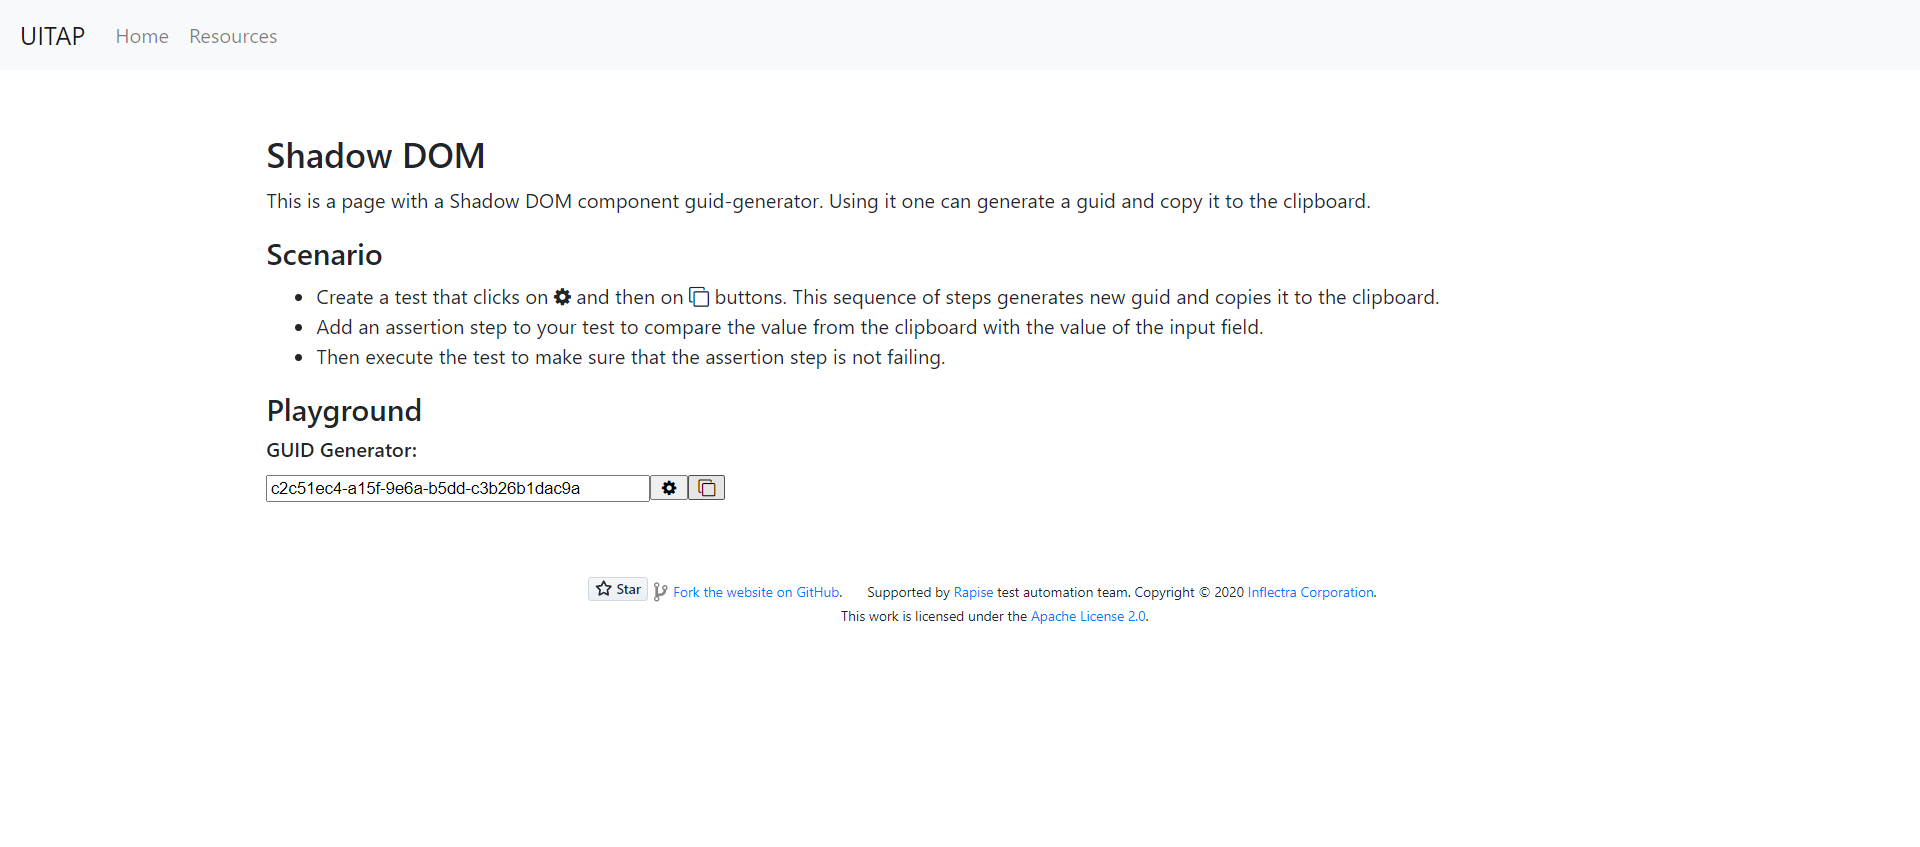 UITAP Home Resources
Shadow DOM
This is a page with a Shadow DOM component guid-generator. Using it one can generate a guid and copy it to the clipboard.
Scenario
Create a test that clicks on and then on buttons. This sequence of steps generates new guid and copies it to the clipboard.
Add an assertion step to your test to compare the value from the clipboard with the value of the input field.
Then execute the test to make sure that the assertion step is not failing.
Playground
GUID Generator:
c2c51ec4-a15f-9e6a-b5dd-c3b26b1dac9a
Star Fork the website on GitHub. Supported by Rapise test automation team. Copyright © 2020 Inflectra Corporation.
This work is licensed under the Apache License 2.0.